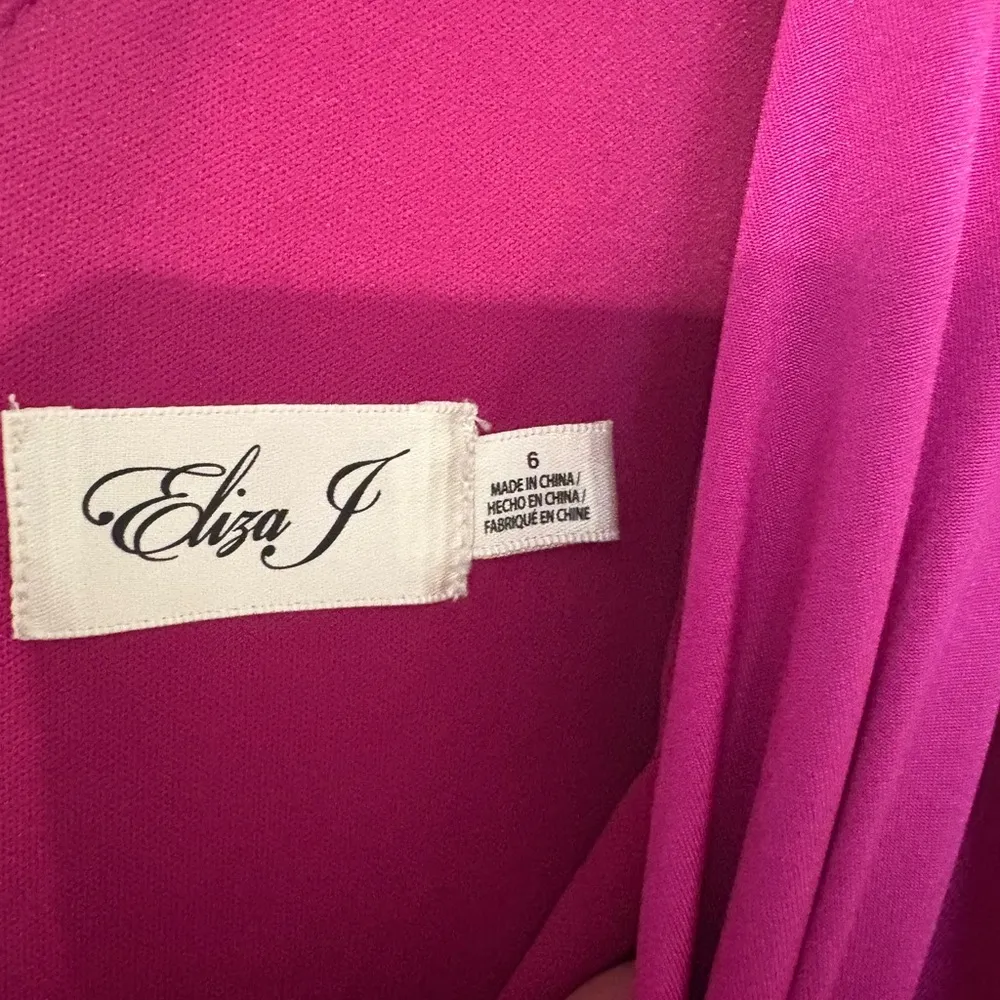 Eliza J
6
MADE IN CHINA /
HECHO EN CHINA /
FABRIQUÉ EN CHINE